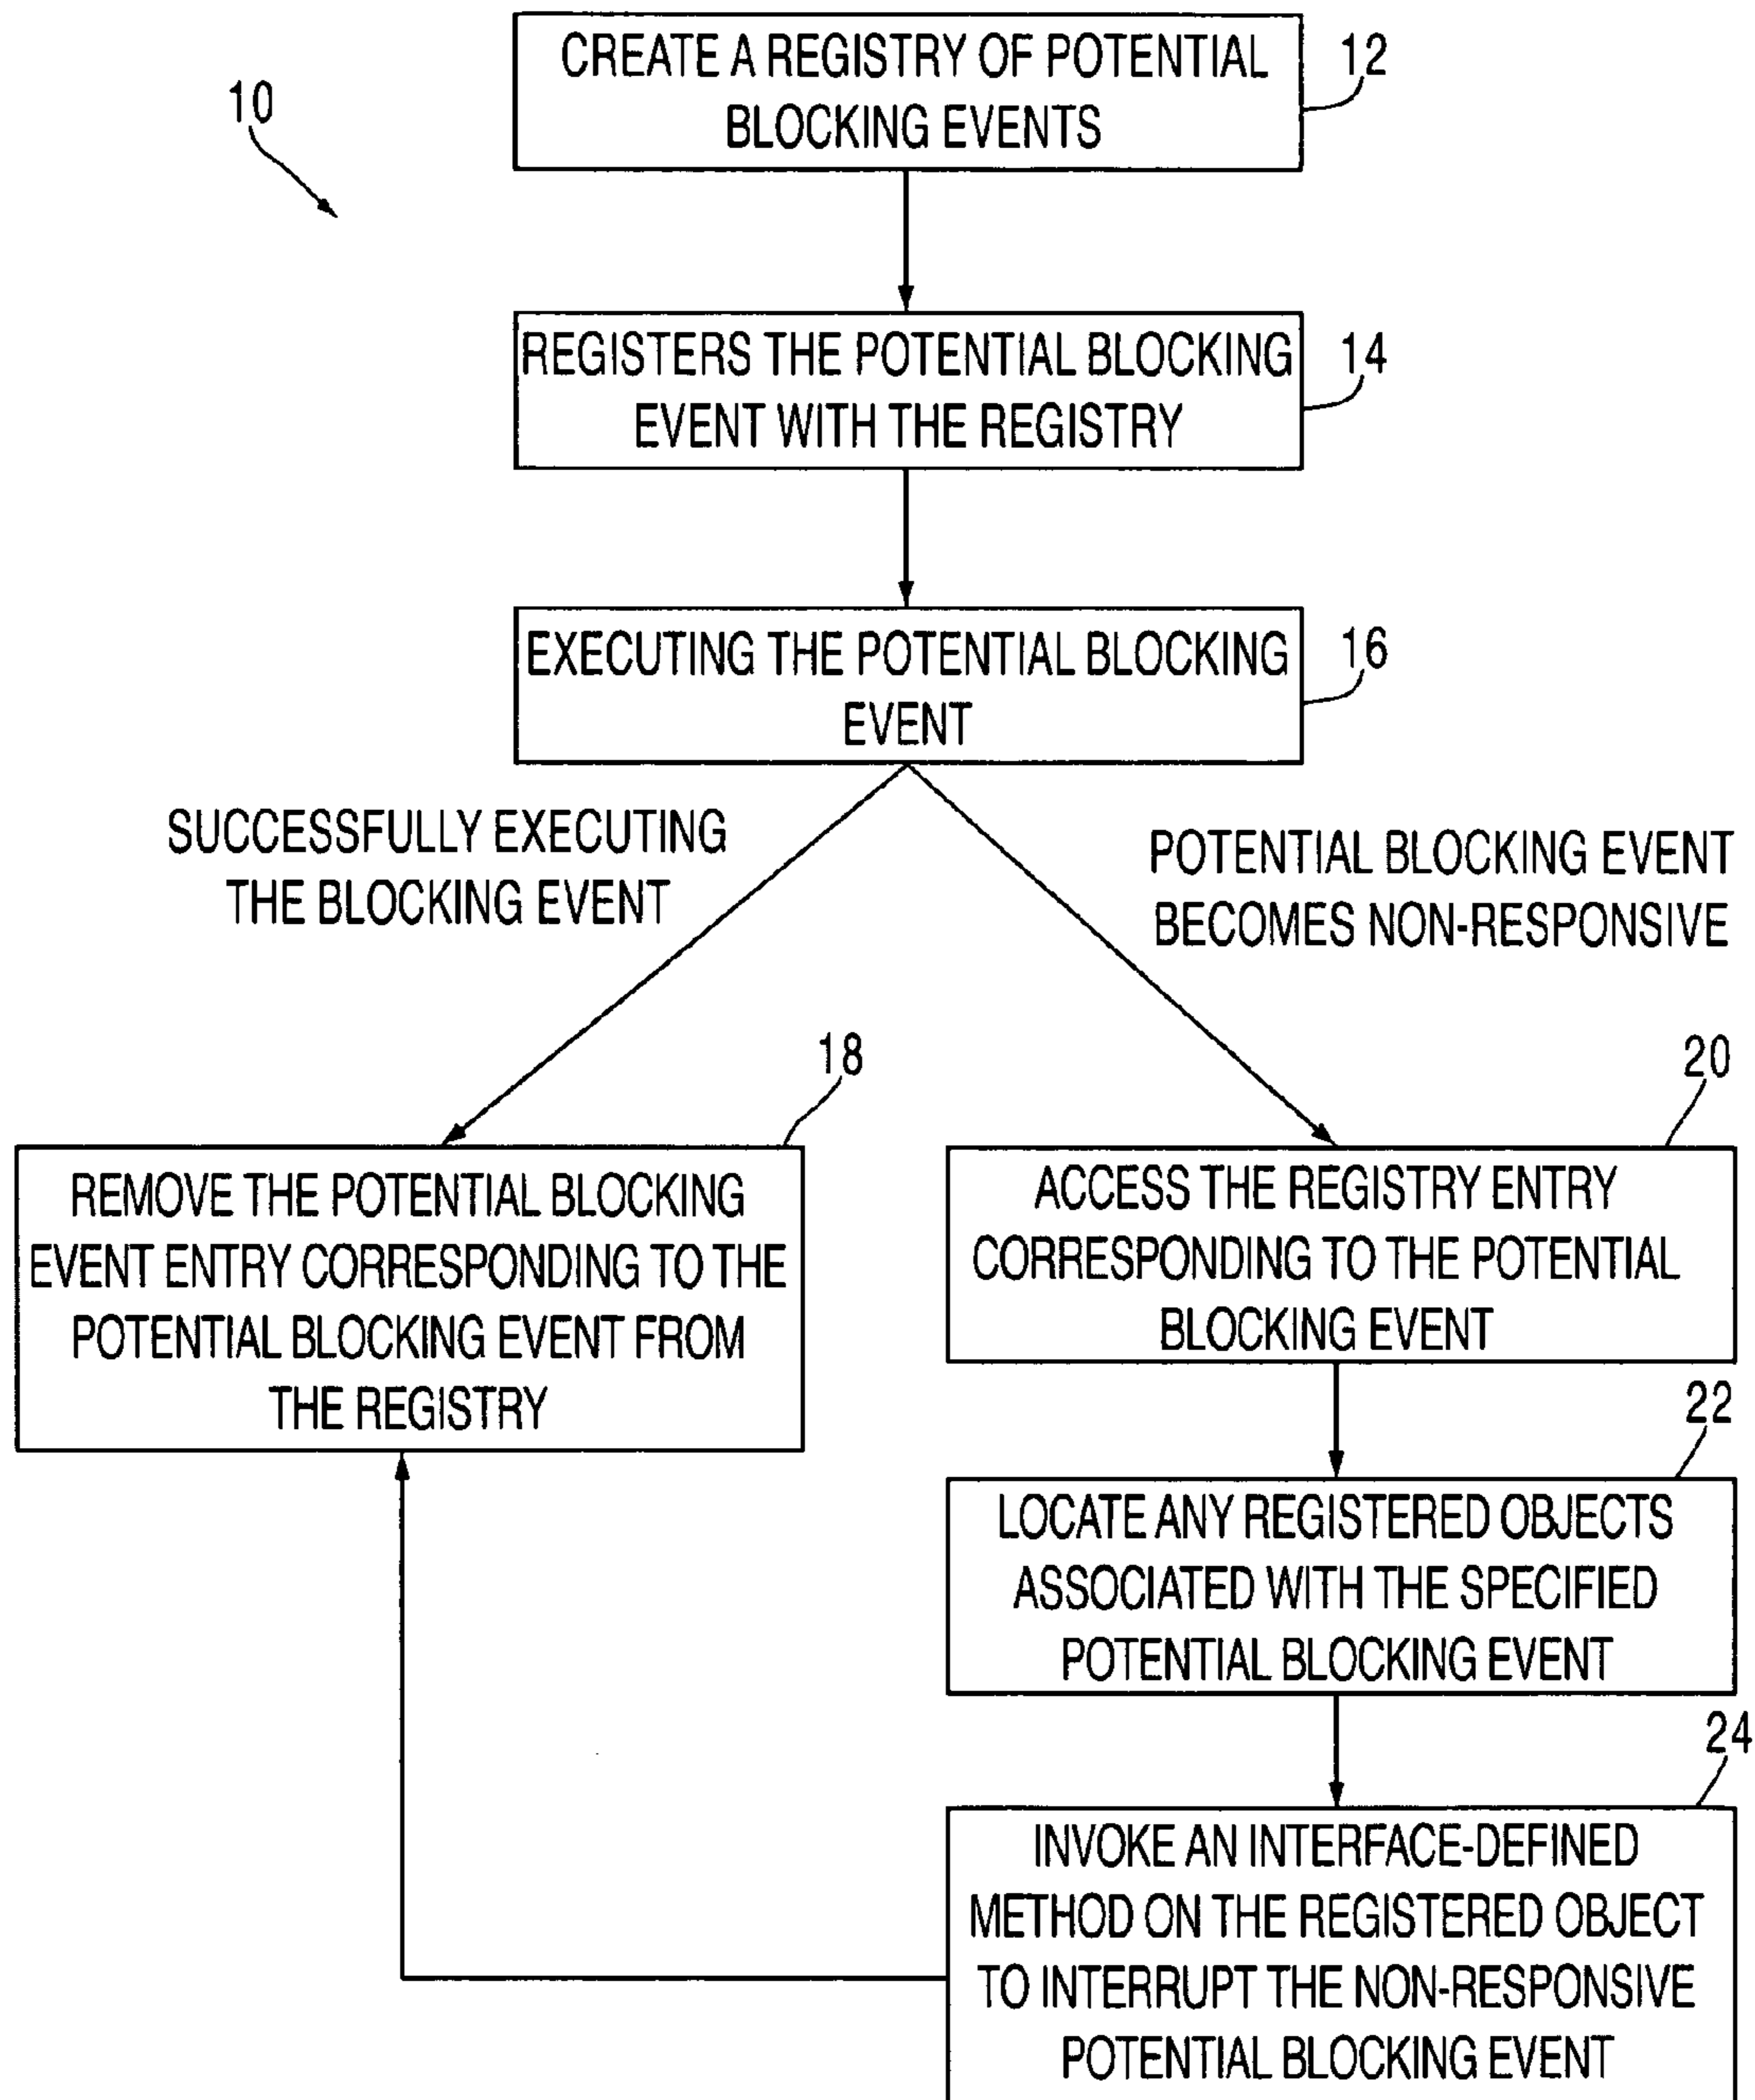 CREATE A REGISTRY OF POTENTIAL
BLOCKING EVENTS
12
10
REGISTERS THE POTENTIAL BLOCKING
EVENT WITH THE REGISTRY
14
EXECUTING THE POTENTIAL BLOCKING
EVENT
16
SUCCESSFULLY EXECUTING
THE BLOCKING EVENT
POTENTIAL BLOCKING EVENT
BECOMES NON-RESPONSIVE
18
REMOVE THE POTENTIAL BLOCKING
EVENT ENTRY CORRESPONDING TO THE
POTENTIAL BLOCKING EVENT FROM
THE REGISTRY
20
ACCESS THE REGISTRY ENTRY
CORRESPONDING TO THE POTENTIAL
BLOCKING EVENT
22
LOCATE ANY REGISTERED OBJECTS
ASSOCIATED WITH THE SPECIFIED
POTENTIAL BLOCKING EVENT
24
INVOKE AN INTERFACE-DEFINED
METHOD ON THE REGISTERED OBJECT
TO INTERRUPT THE NON-RESPONSIVE
POTENTIAL BLOCKING EVENT